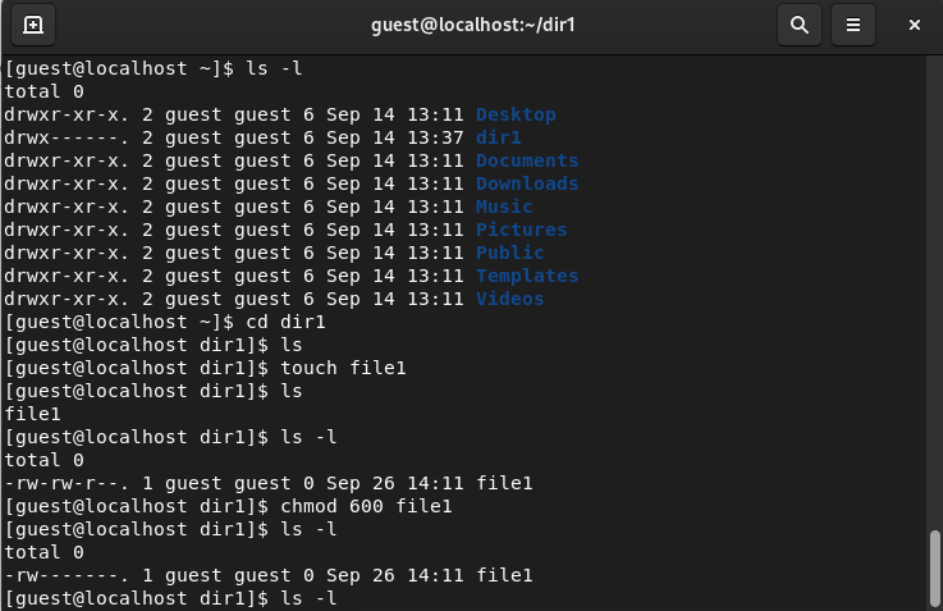 guest@localhost:~/dir1
[guest@localhost ~]$ ls -l
total 0
drwxr-xr-x. 2 guest guest 6 Sep 14 13:11 Desktop
drwx------. 2 guest guest 6 Sep 14 13:37 dir1
drwxr-xr-x. 2 guest guest 6 Sep 14 13:11 Documents
drwxr-xr-x. 2 guest guest 6 Sep 14 13:11 Downloads
drwxr-xr-x. 2 guest guest 6 Sep 14 13:11 Music
drwxr-xr-x. 2 guest guest 6 Sep 14 13:11 Pictures
drwxr-xr-x. 2 guest guest 6 Sep 14 13:11 Public
drwxr-xr-x. 2 guest guest 6 Sep 14 13:11 Templates
drwxr-xr-x. 2 guest guest 6 Sep 14 13:11 Videos
[guest@localhost ~]$ cd dir1
[guest@localhost dir1]$ ls
[guest@localhost dir1]$ touch file1
[guest@localhost dir1]$ ls
file1
[guest@localhost dir1]$ ls -l
total 0
-rw-rw-r--. 1 guest guest 0 Sep 26 14:11 file1
[guest@localhost dir1]$ chmod 600 file1
[guest@localhost dir1]$ ls -l
total 0
-rw-------. 1 guest guest 0 Sep 26 14:11 file1
[guest@localhost dir1]$ ls -l